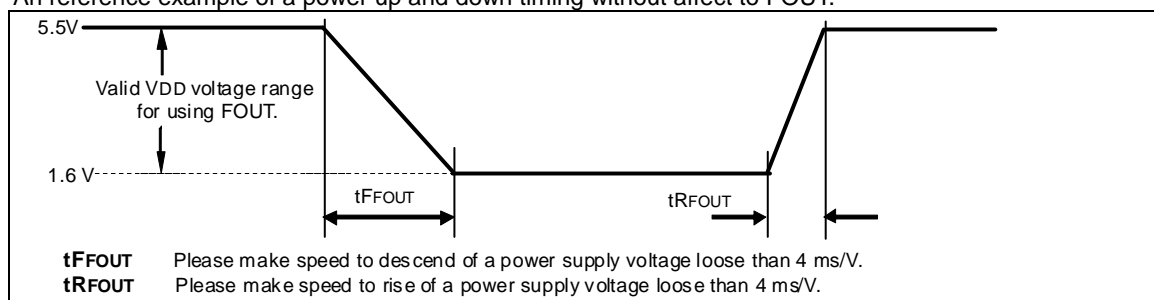 An reference example of a power up and down timing without affect to FOUT.
5.5V
Valid VDD voltage range
for using FOUT.
1.6 V
tFFOUT
tRFOUT
tFFOUT Please make speed to descend of a power supply voltage loose than 4 ms/V.
tRFOUT Please make speed to rise of a power supply voltage loose than 4 ms/V.